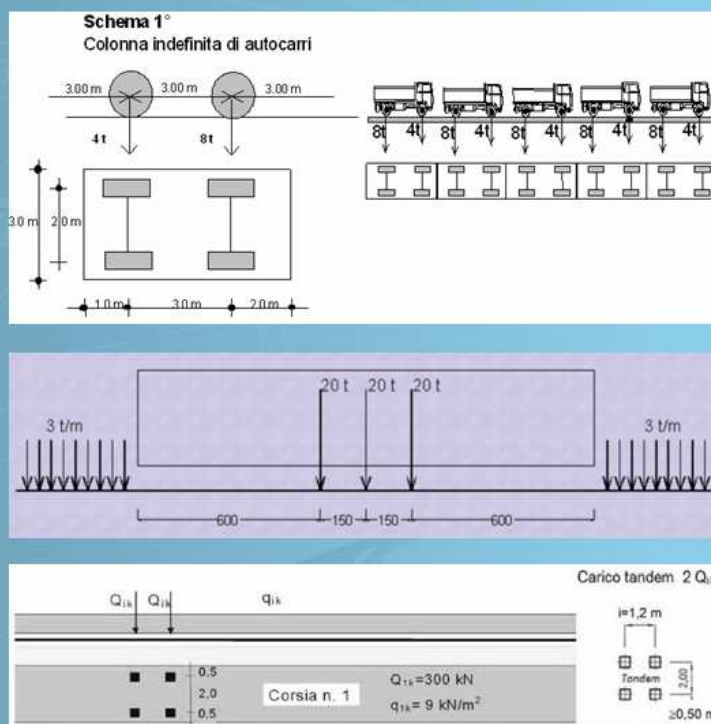 Schema 1°
Colonna indefinita di autocarri
3.00 m 3.00 m 3.00 m
4t 8t
8t 4t 8t 4t 8t 4t 8t 4t 8t 4t
3.0 m 2.0 m
1.0 m 3.0 m 2.0 m
20 t 20 t 20 t
3 t/m 3 t/m
600 150 150 600
Carico tandem 2 Q
Qik Qik qik
i=1,2 m
0.5
2.0
0.5
Corsia n. 1
Q1k=300 kN
q1k= 9 kN/m²
Tandem
2,00
≥0,50 m